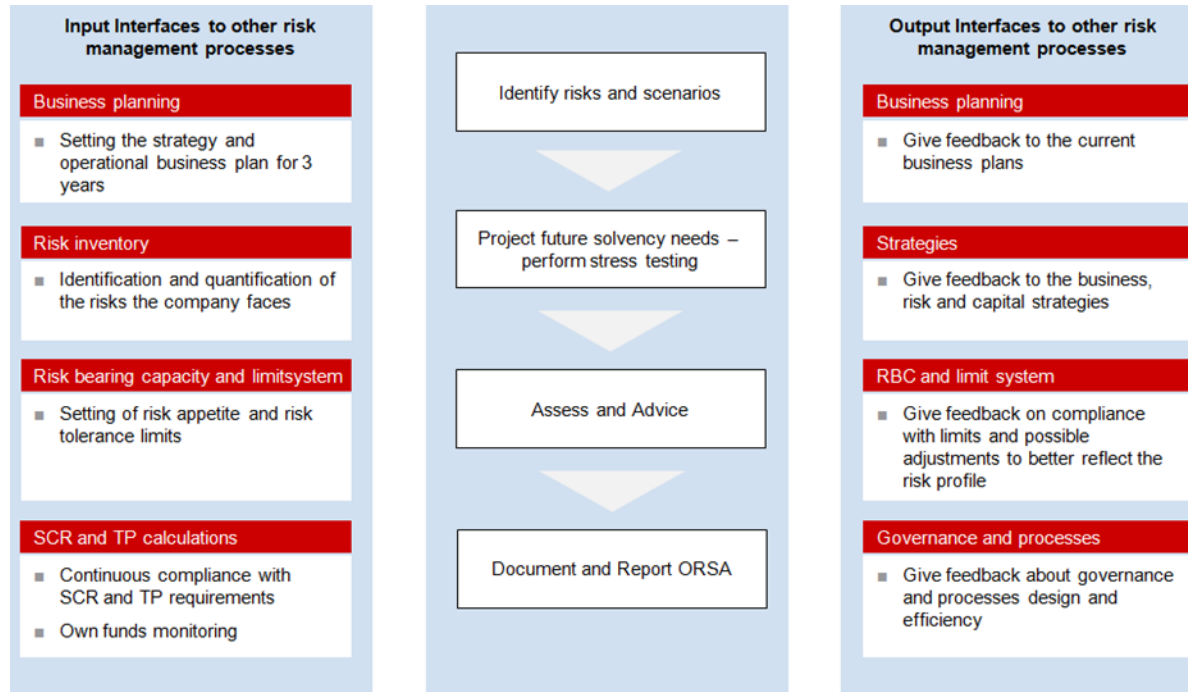 Input Interfaces to other risk
management processes
Business planning
■ Setting the strategy and
operational business plan for 3
years
Risk inventory
■ Identification and quantification of
the risks the company faces
Risk bearing capacity and limitsystem
■ Setting of risk appetite and risk
tolerance limits
SCR and TP calculations
■ Continuous compliance with
SCR and TP requirements
■ Own funds monitoring
Identify risks and scenarios
Project future solvency needs –
perform stress testing
Assess and Advice
Document and Report ORSA
Output Interfaces to other risk
management processes
Business planning
■ Give feedback to the current
business plans
Strategies
■ Give feedback to the business,
risk and capital strategies
RBC and limit system
■ Give feedback on compliance
with limits and possible
adjustments to better reflect the
risk profile
Governance and processes
■ Give feedback about governance
and processes design and
efficiency